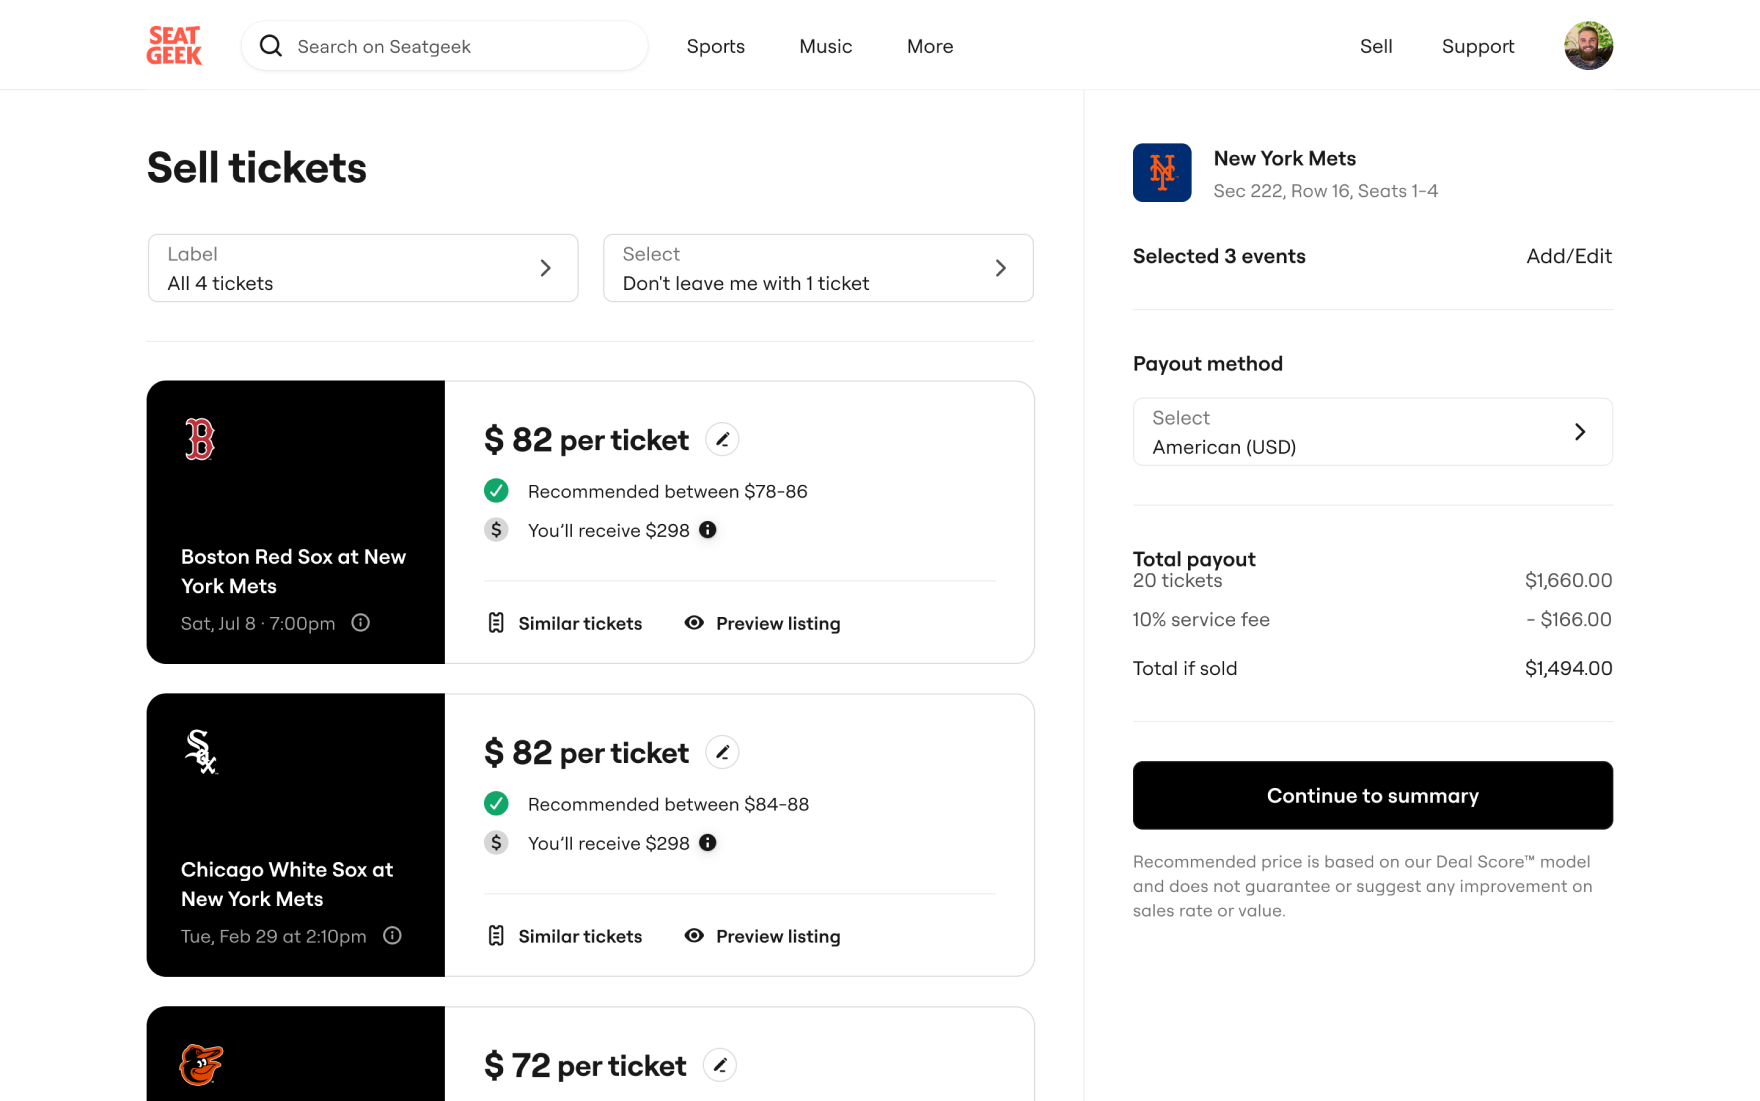 SEAT
GEEK
Search on Seatgeek
Sports
Music
More
Sell
Support
Sell tickets
Label
All 4 tickets
Select
Don't leave me with 1 ticket
B
Boston Red Sox at New
York Mets
Sat, Jul 8 · 7:00pm
$ 82 per ticket
Recommended between $78-86
$
You’ll receive $298
Similar tickets
Preview listing
Sox
Chicago White Sox at
New York Mets
Tue, Feb 29 at 2:10pm
$ 82 per ticket
Recommended between $84-88
$
You’ll receive $298
Similar tickets
Preview listing
$ 72 per ticket
NY
New York Mets
Sec 222, Row 16, Seats 1-4
Selected 3 events
Add/Edit
Payout method
Select
American (USD)
Total payout
20 tickets
$1,660.00
10% service fee
- $166.00
Total if sold
$1,494.00
Continue to summary
Recommended price is based on our Deal Score™ model
and does not guarantee or suggest any improvement on
sales rate or value.